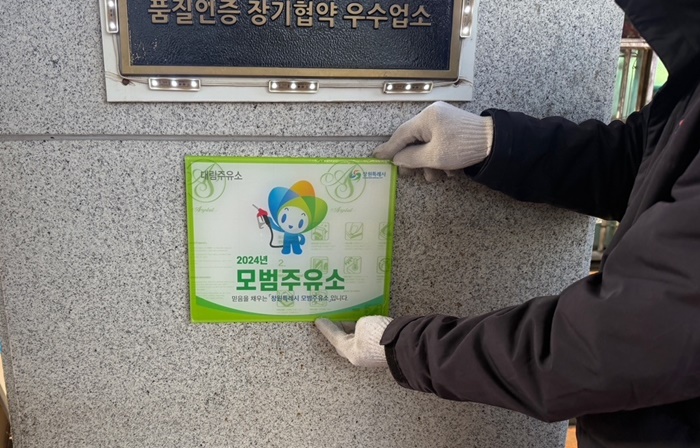 품질인증 장기협약 우수업소
대림주유소
창원특례시
2024년
모범주유소
믿음을 채우는 「창원특례시 모범주유소」입니다